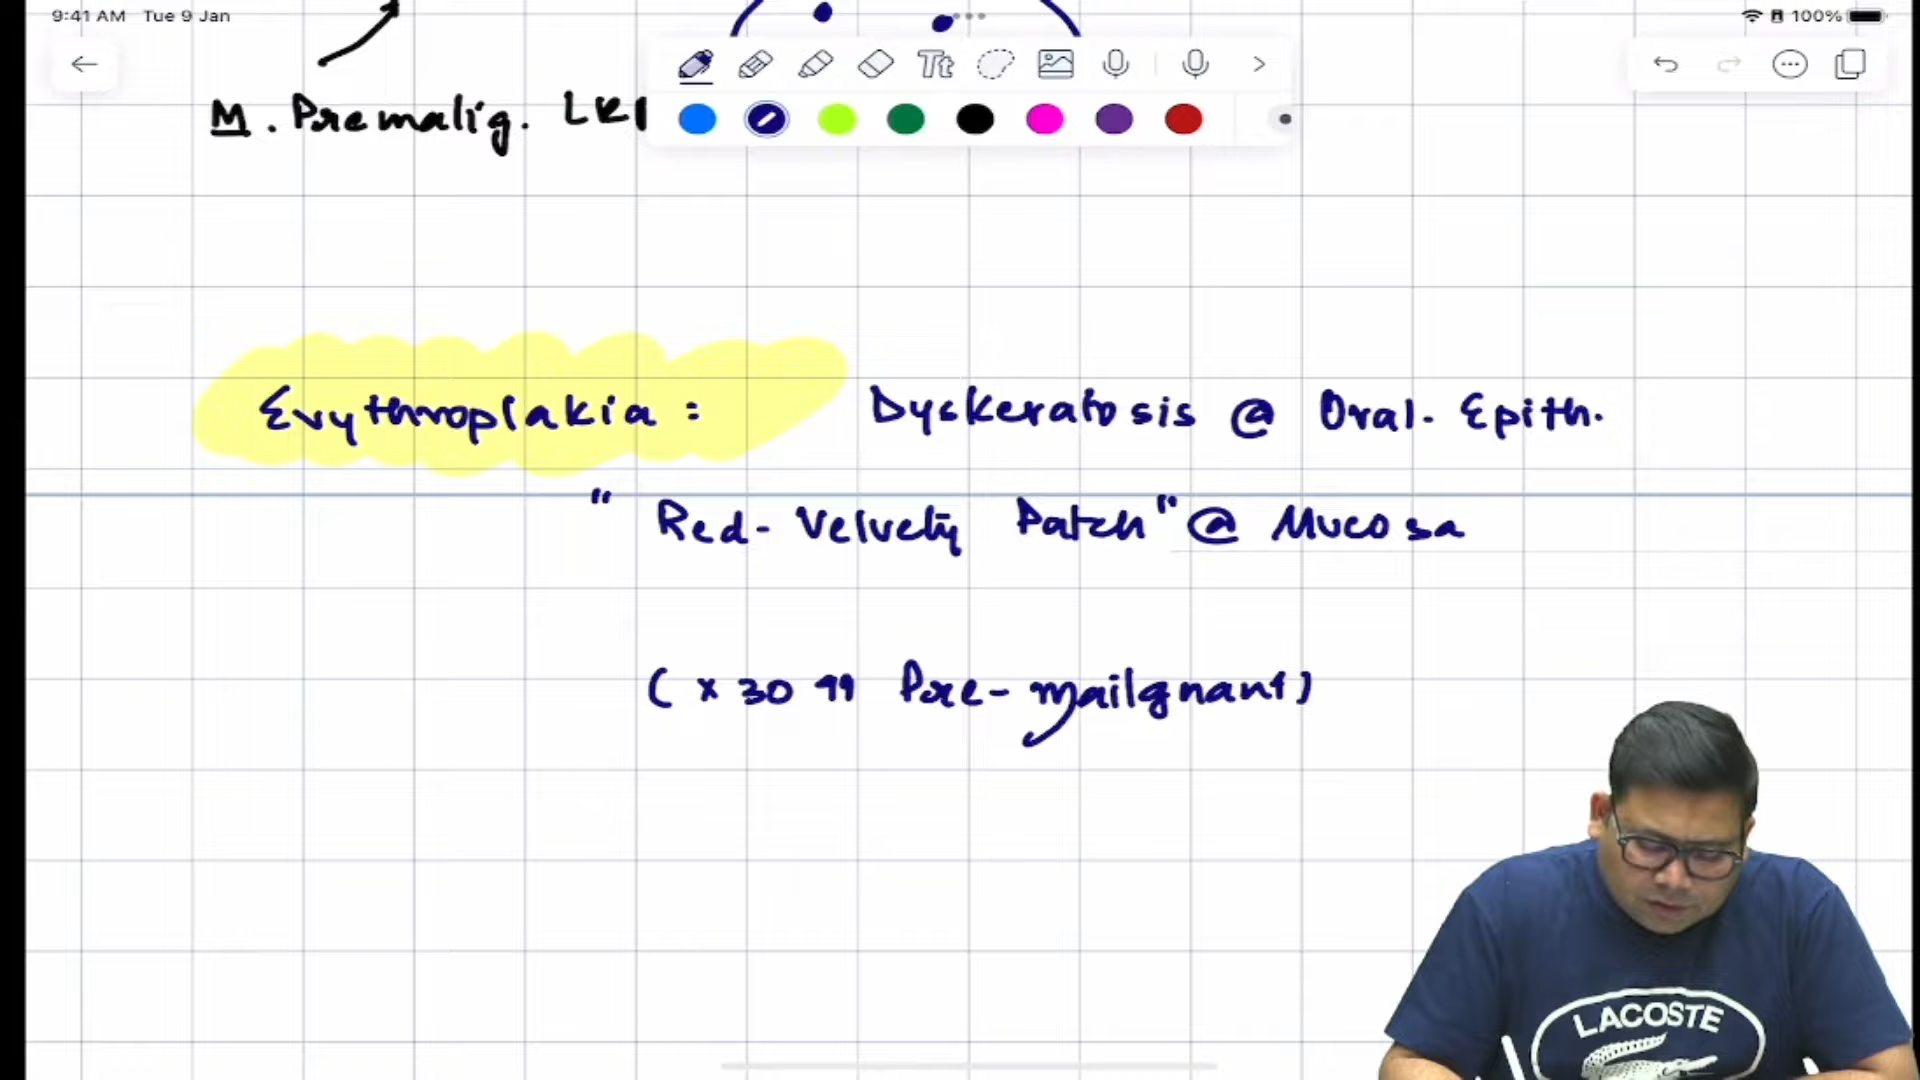 9:41 AM Tue 9 Jan
100%
Tt
M. Premalig.
Erythroplakia : Dyskeratosis @ Oral. Epith.
" Red- Velvety Patch" @ Mucosa
( x 30 Pre-mailgnant)
LACOSTE